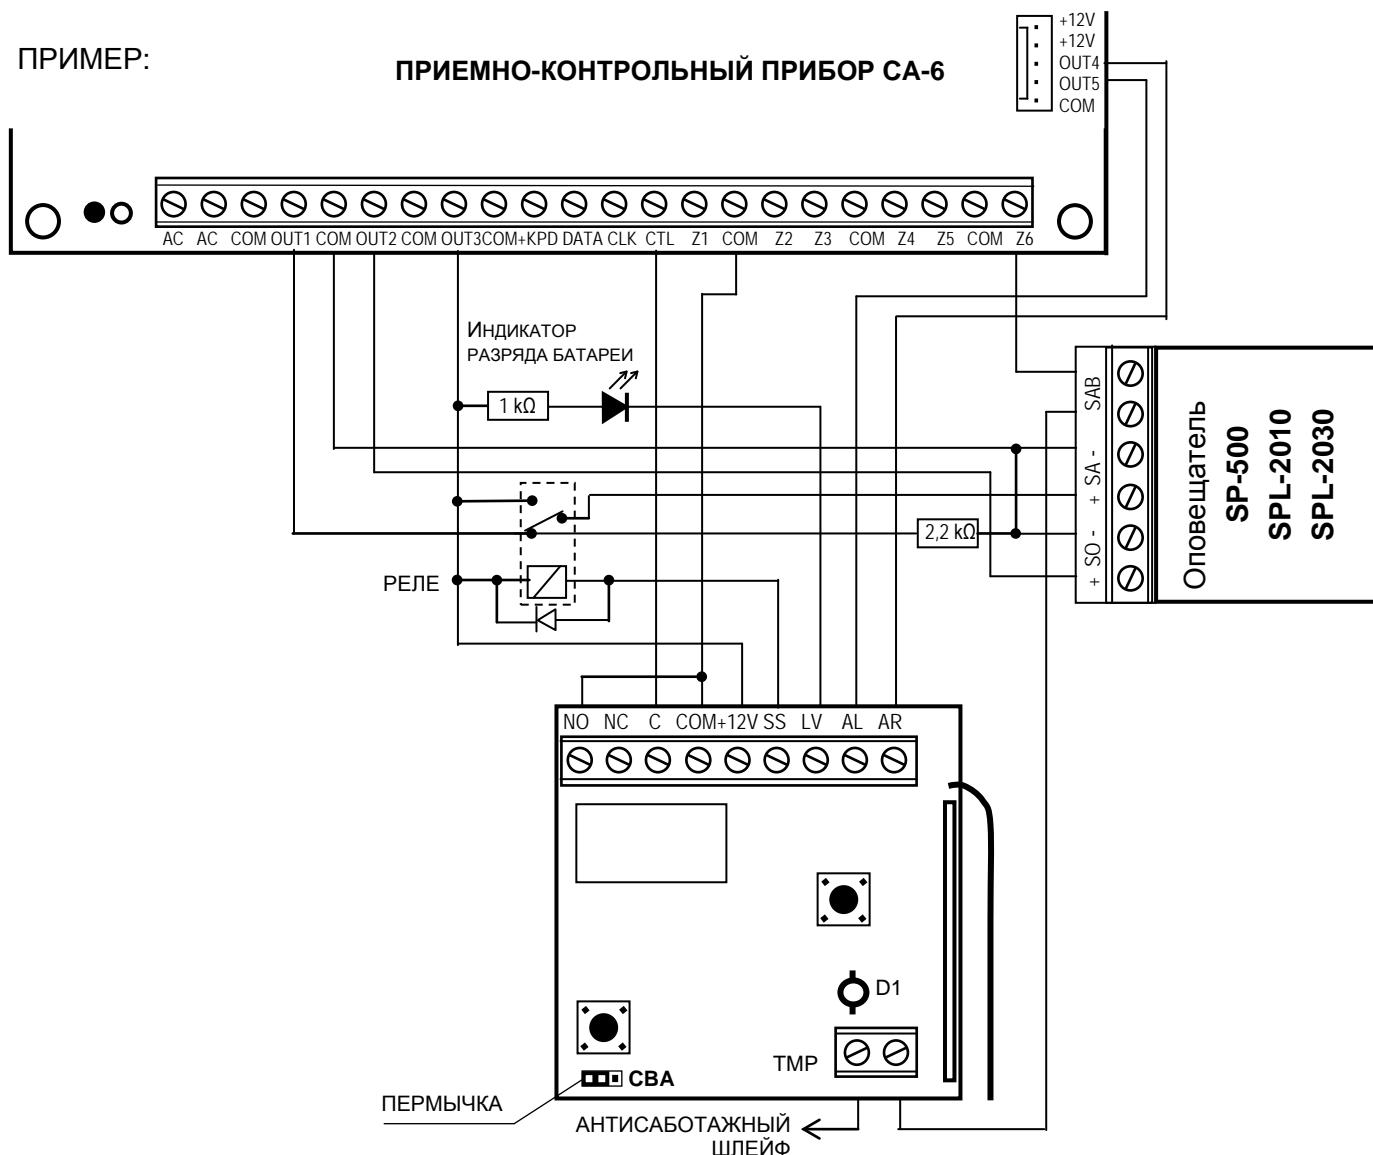 ПРИМЕР:
ПРИЕМНО-КОНТРОЛЬНЫЙ ПРИБОР СА-6
+12V
+12V
OUT4
OUT5
COM
AC AC COM OUT1 COM OUT2 COM OUT3 COM +KPD DATA CLK CTL Z1 COM Z2 Z3 COM Z4 Z5 COM Z6
ИНДИКАТОР
РАЗРЯДА БАТАРЕИ
1 kΩ
2,2 kΩ
РЕЛЕ
SAB
+ SA -
+ SO -
Оповещатель
SP-500
SPL-2010
SPL-2030
NO NC C COM +12V SS LV AL AR
D1
TMP
CBA
ПЕРМЫЧКА
АНТИСАБОТАЖНЫЙ
ШЛЕЙФ